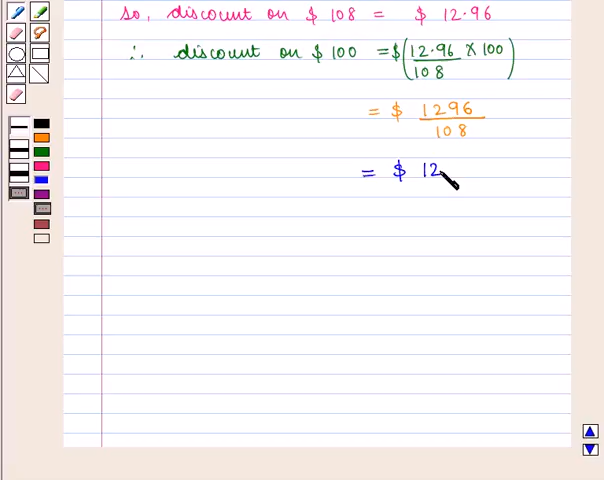 So, discount on $ 108 = $ 12.96
∴ discount on $ 100 = $(12.96/108 × 100)
= $ 1296/108
= $ 12